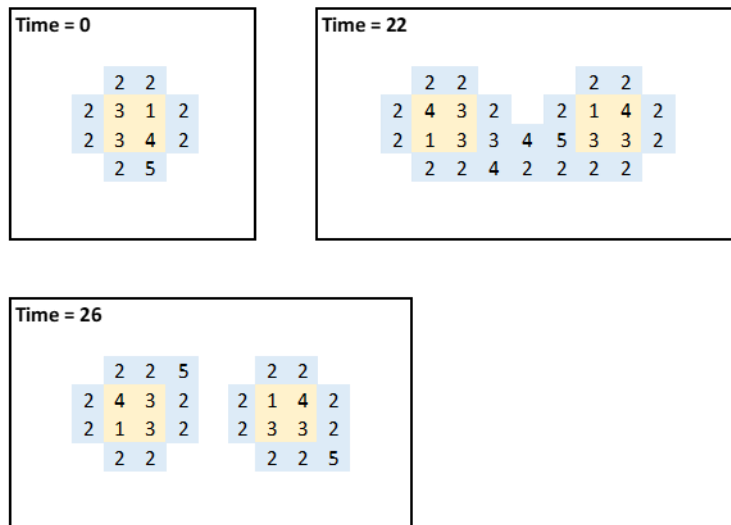 Time = 0
2 2
2 3 1 2
2 3 4 2
2 5
Time = 22
2 2 2 2
2 4 3 2 2 1 4 2
2 1 3 3 4 5 3 3 2
2 2 4 2 2 2 2
Time = 26
2 2 5 2 2
2 4 3 2 2 1 4 2
2 1 3 2 2 3 3 2
2 2 2 2 5